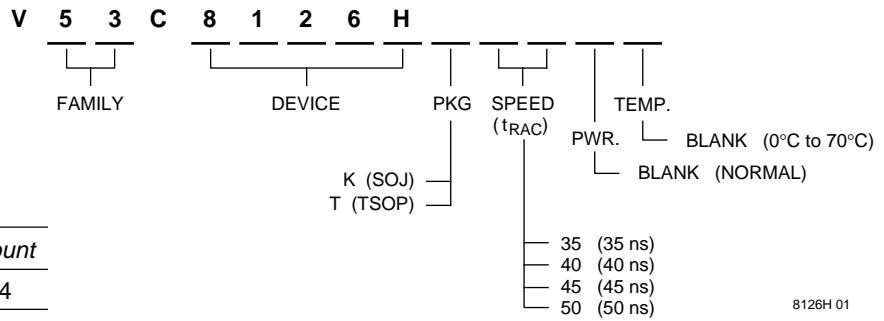 V 5 3 C 8 1 2 6 H
FAMILY DEVICE PKG SPEED TEMP.
(tRAC)
PWR.
BLANK (0°C to 70°C)
BLANK (NORMAL)
K (SOJ)
T (TSOP)
35 (35 ns)
40 (40 ns)
45 (45 ns)
50 (50 ns)
4
8126H 01